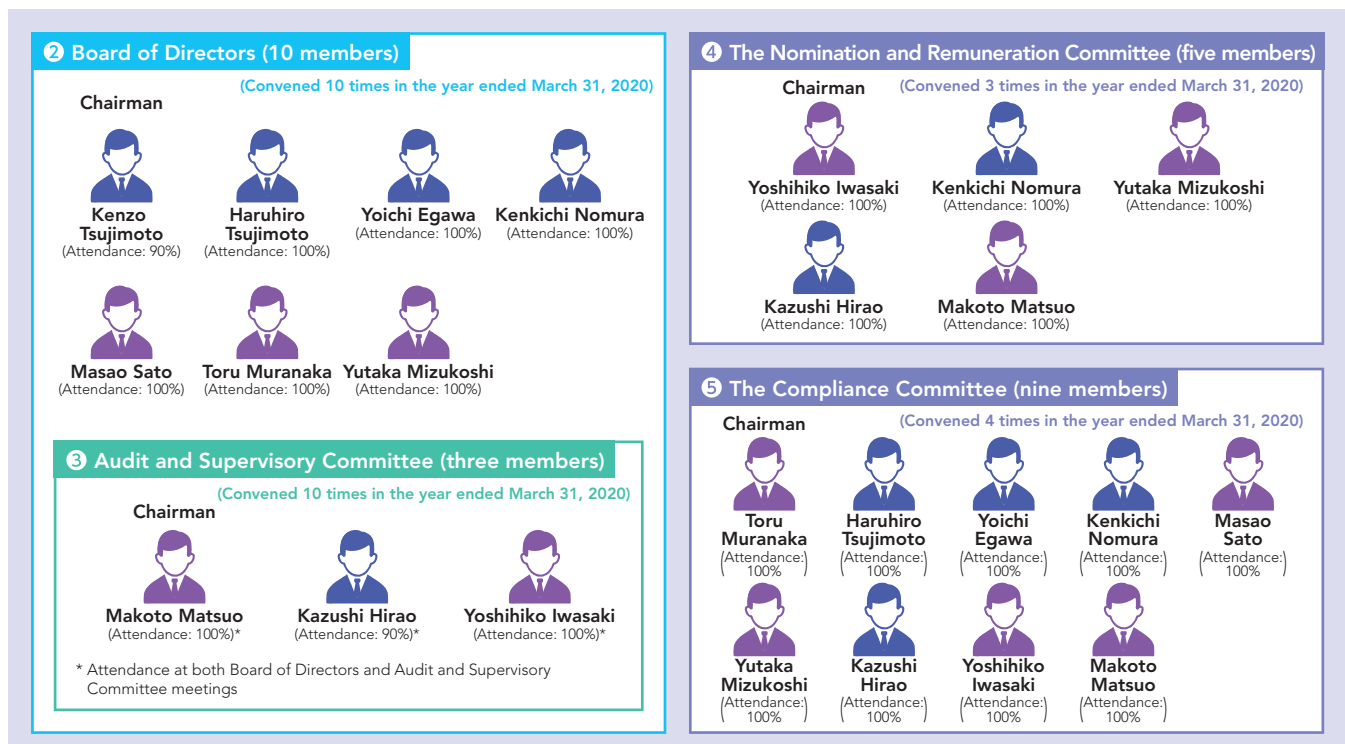 ❷ Board of Directors (10 members)
(Convened 10 times in the year ended March 31, 2020)
Chairman
Kenzo
Tsujimoto
(Attendance: 90%)
Haruhiro
Tsujimoto
(Attendance: 100%)
Yoichi Egawa
(Attendance: 100%)
Kenkichi Nomura
(Attendance: 100%)
Masao Sato
(Attendance: 100%)
Toru Muranaka
(Attendance: 100%)
Yutaka Mizukoshi
(Attendance: 100%)
❸ Audit and Supervisory Committee (three members)
(Convened 10 times in the year ended March 31, 2020)
Chairman
Makoto Matsuo
(Attendance: 100%)*
Kazushi Hirao
(Attendance: 90%)*
Yoshihiko Iwasaki
(Attendance: 100%)*
* Attendance at both Board of Directors and Audit and Supervisory
Committee meetings
❹ The Nomination and Remuneration Committee (five members)
Chairman
(Convened 3 times in the year ended March 31, 2020)
Yoshihiko Iwasaki
(Attendance: 100%)
Kenkichi Nomura
(Attendance: 100%)
Yutaka Mizukoshi
(Attendance: 100%)
Kazushi Hirao
(Attendance: 100%)
Makoto Matsuo
(Attendance: 100%)
❺ The Compliance Committee (nine members)
(Convened 4 times in the year ended March 31, 2020)
Chairman
Toru
Muranaka
(Attendance:
100%)
Haruhiro
Tsujimoto
(Attendance:
100%)
Yoichi
Egawa
(Attendance:
100%)
Kenkichi
Nomura
(Attendance:
100%)
Masao
Sato
(Attendance:
100%)
Yutaka
Mizukoshi
(Attendance:
100%)
Kazushi
Hirao
(Attendance:
100%)
Yoshihiko
Iwasaki
(Attendance:
100%)
Makoto
Matsuo
(Attendance:
100%)